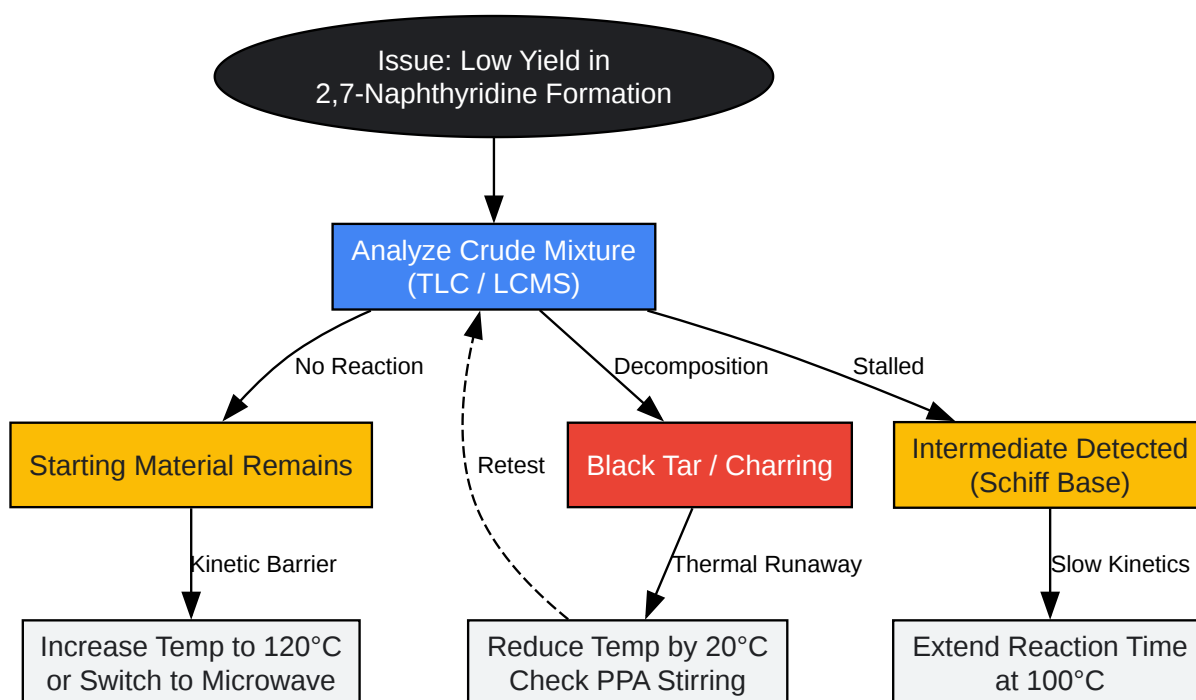 Issue: Low Yield in
2,7-Naphthyridine Formation
Analyze Crude Mixture
(TLC / LCMS)
No Reaction
Decomposition
Stalled
Starting Material Remains
Retest
Black Tar / Charring
Intermediate Detected
(Schiff Base)
Kinetic Barrier
Thermal Runaway
Slow Kinetics
Increase Temp to 120°C
or Switch to Microwave
Reduce Temp by 20°C
Check PPA Stirring
Extend Reaction Time
at 100°C